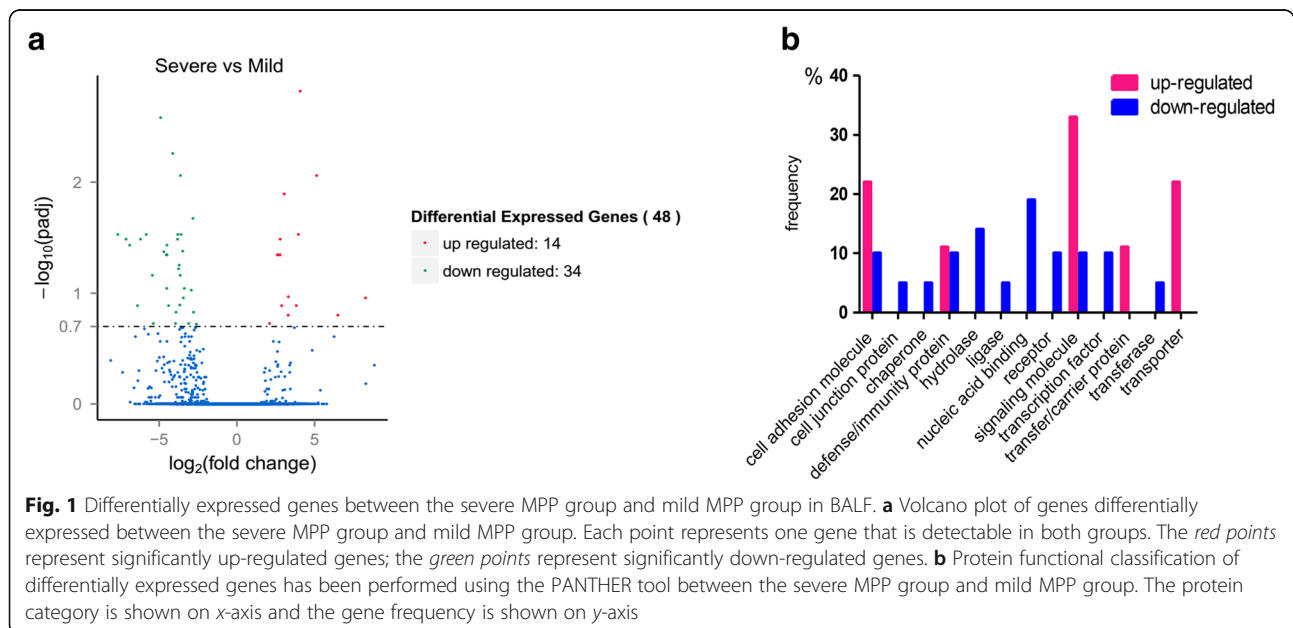 a
Severe vs Mild
−log10(padj)
2
1
0.7
0
−5
0
5
log2(fold change)
Differential Expressed Genes ( 48 )
up regulated: 14
down regulated: 34
b
%
40
30
20
10
0
frequency
up-regulated
down-regulated
cell adhesion molecule
cell junction protein
chaperone
defense/immunity protein
hydrolase
ligase
nucleic acid binding
receptor
signaling molecule
transcription factor
transfer/carrier protein
transferase
transporter
Fig. 1 Differentially expressed genes between the severe MPP group and mild MPP group in BALF. a Volcano plot of genes differentially
expressed between the severe MPP group and mild MPP group. Each point represents one gene that is detectable in both groups. The red points
represent significantly up-regulated genes; the green points represent significantly down-regulated genes. b Protein functional classification of
differentially expressed genes has been performed using the PANTHER tool between the severe MPP group and mild MPP group. The protein
category is shown on x-axis and the gene frequency is shown on y-axis